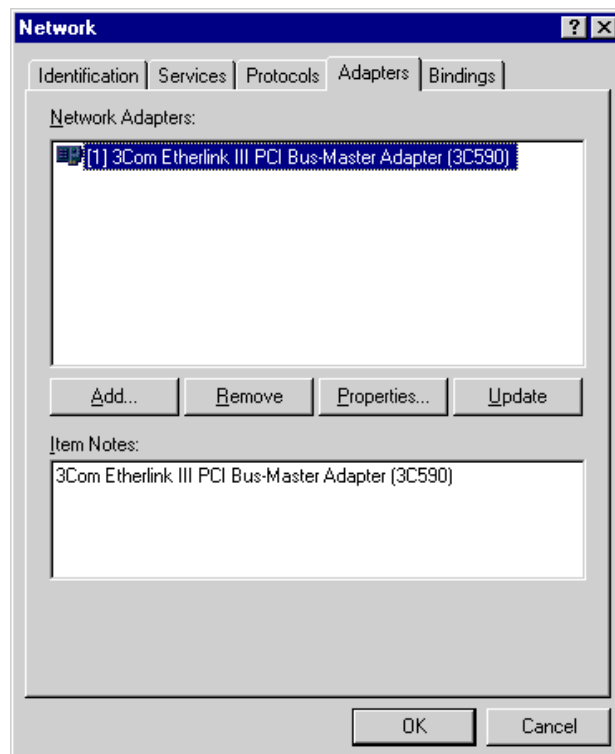 Network
Identification Services Protocols Adapters Bindings
Network Adapters:
[1] 3Com Etherlink III PCI Bus-Master Adapter (3C590)
Add... Remove Properties... Update
Item Notes:
3Com Etherlink III PCI Bus-Master Adapter (3C590)
OK Cancel